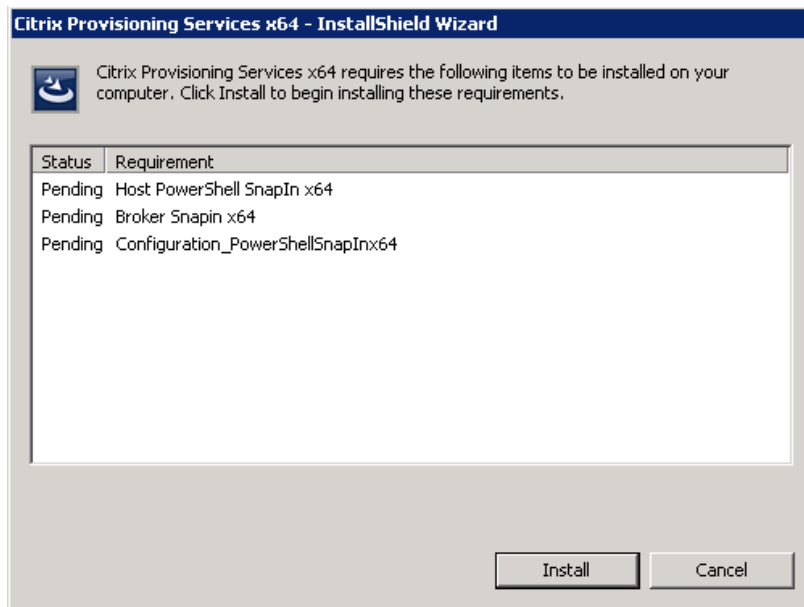 Citrix Provisioning Services x64 - InstallShield Wizard
Citrix Provisioning Services x64 requires the following items to be installed on your
computer. Click Install to begin installing these requirements.
Status Requirement
Pending Host PowerShell SnapIn x64
Pending Broker Snapin x64
Pending Configuration_PowerShellSnapInx64
Install Cancel